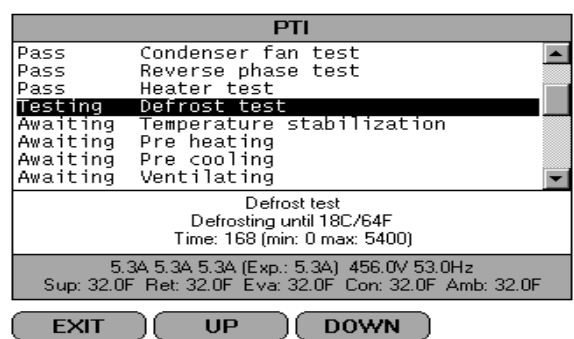 PTI
Pass Condenser fan test
Pass Reverse phase test
Pass Heater test
Testing Defrost test
Awaiting Temperature stabilization
Awaiting Pre heating
Awaiting Pre cooling
Awaiting Ventilating
Defrost test
Defrosting until 18C/64F
Time: 168 (min: 0 max: 5400)
5.3A 5.3A 5.3A (Exp.: 5.3A) 456.0V 53.0Hz
Sup: 32.0F Ret: 32.0F Eva: 32.0F Con: 32.0F Amb: 32.0F
EXIT UP DOWN